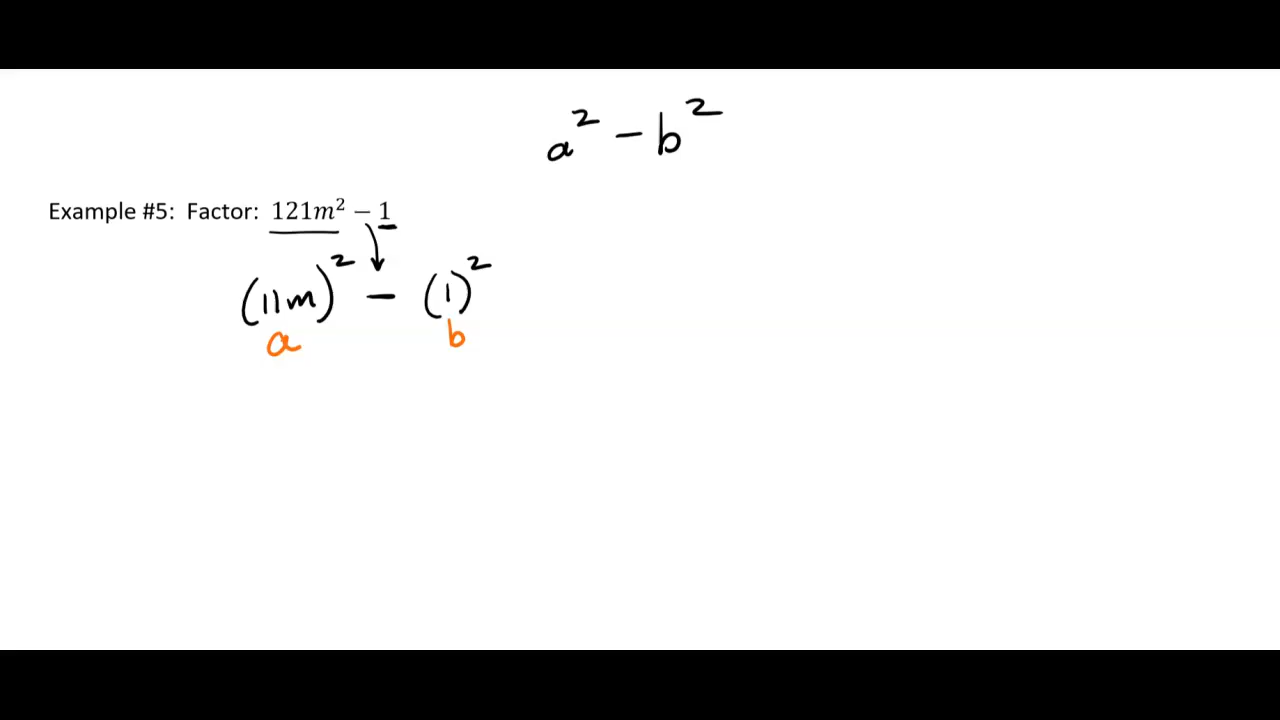 a² − b²
Example #5: Factor: 121m² − 1
(11m)² − (1)²
a b